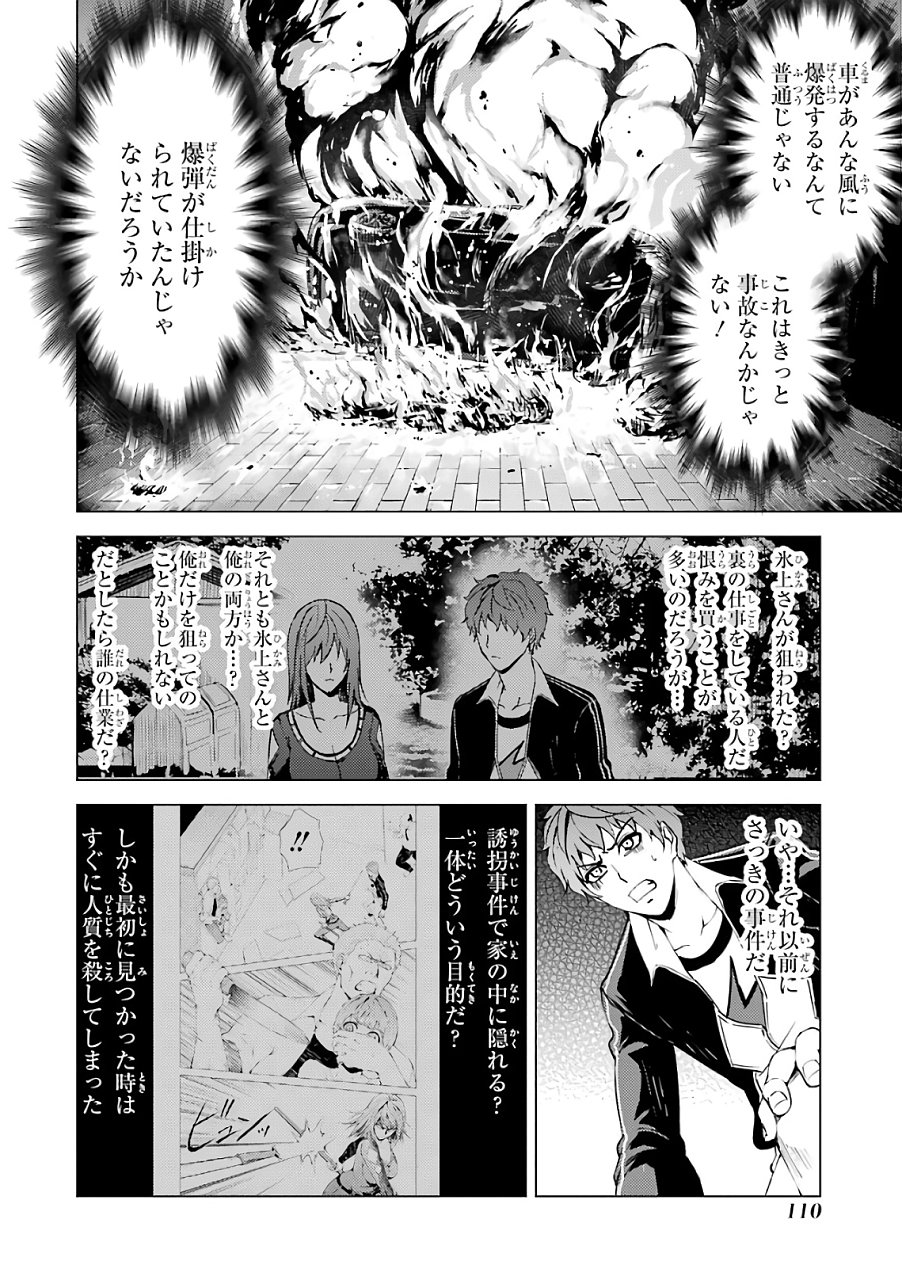 車があんな風に
爆発するなんて
普通じゃない
これはきっと
事故なんかじゃ
ない！
爆弾が仕掛け
られていたんじゃ
ないだろうか
氷上さんが狙われた？
裏の仕事をしている人だ
恨みを買うことが
多いのだろうが…
それとも氷上さんと
俺の両方か…？
俺だけを狙っての
ことかもしれない
だとしたら誰の仕業だ？
いや…それ以前に
さっきの事件だ
誘拐事件で家の中に隠れる？
一体どういう目的だ？
!!
ビュンッ
しかも最初に見つかった時は
すぐに人質を殺してしまった
110